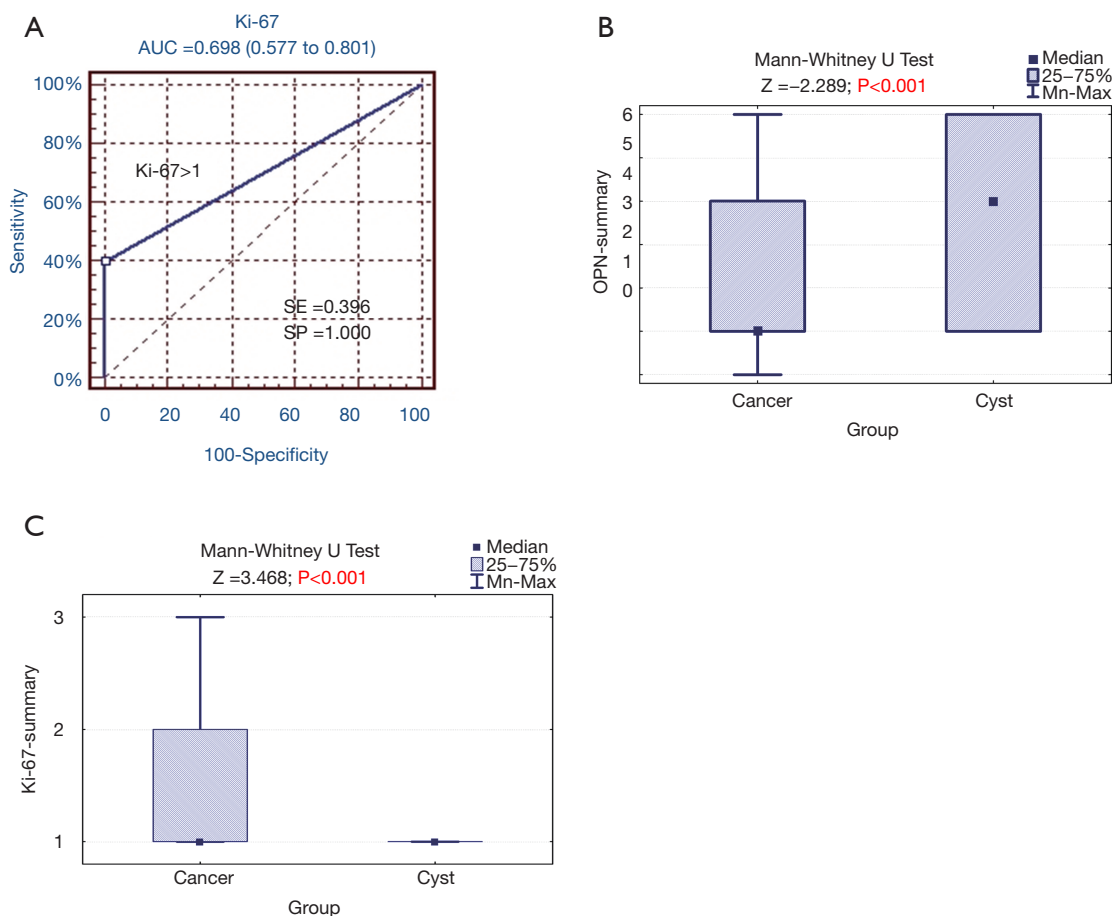 A
Ki-67
AUC =0.698 (0.577 to 0.801)
100%
80%
60%
40%
20%
0%
Sensitivity
Ki-67>1
SE =0.396
SP =1.000
0 20 40 60 80 100
100-Specificity
B
Mann-Whitney U Test
Z =−2.289; P<0.001
Median
25–75%
Mn-Max
6
5
4
3
2
1
0
OPN-summary
Cancer Cyst
Group
C
Mann-Whitney U Test
Z =3.468; P<0.001
Median
25–75%
Mn-Max
3
2
1
Ki-67-summary
Cancer Cyst
Group